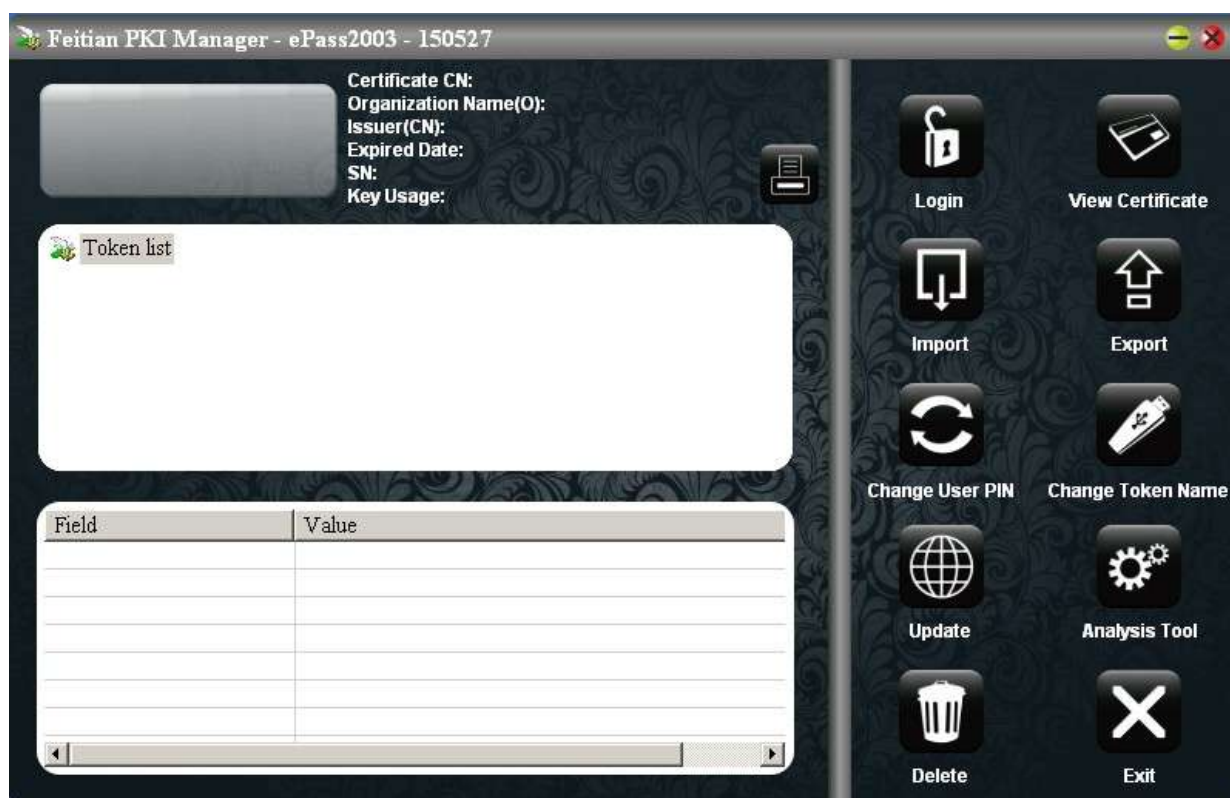 Feitian PKI Manager - ePass2003 - 150527
Certificate CN:
Organization Name(O):
Issuer(CN):
Expired Date:
SN:
Key Usage:
Token list
Field Value
Login
View Certificate
Import
Export
Change User PIN
Change Token Name
Update
Analysis Tool
Delete
Exit